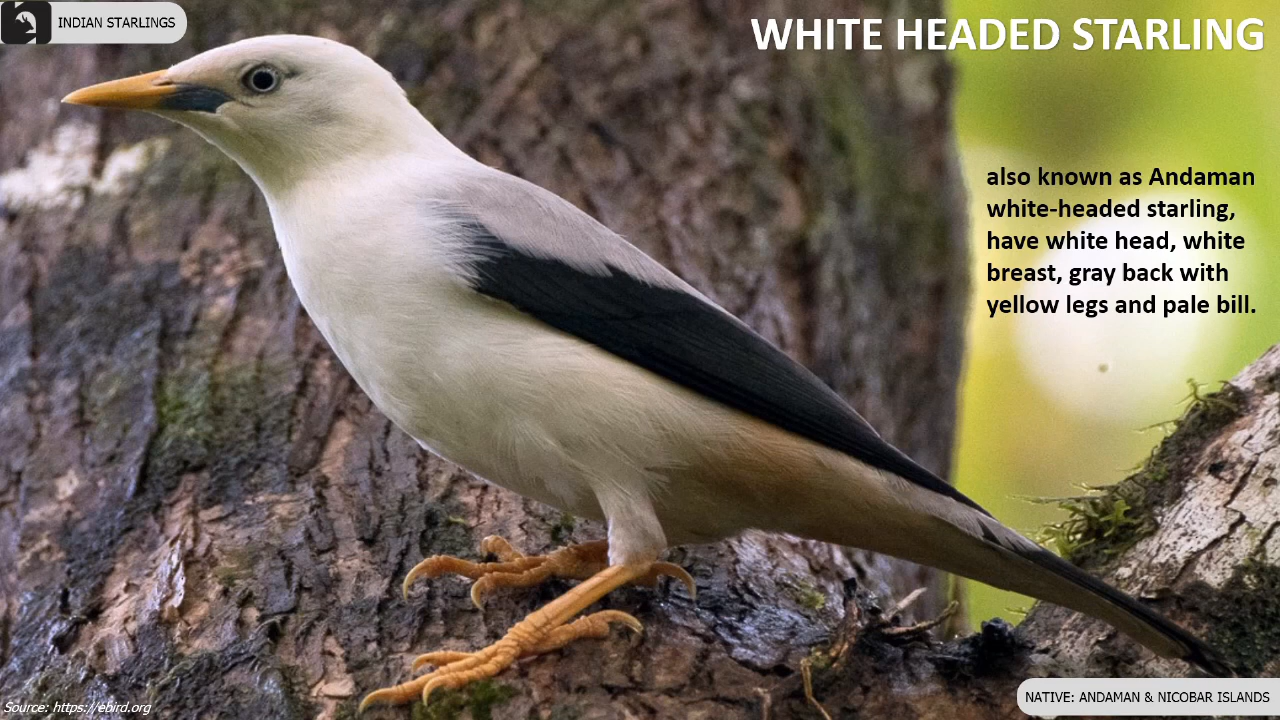 INDIAN STARLINGS
WHITE HEADED STARLING
also known as Andaman
white-headed starling,
have white head, white
breast, gray back with
yellow legs and pale bill.
Source: https://ebird.org
NATIVE: ANDAMAN & NICOBAR ISLANDS